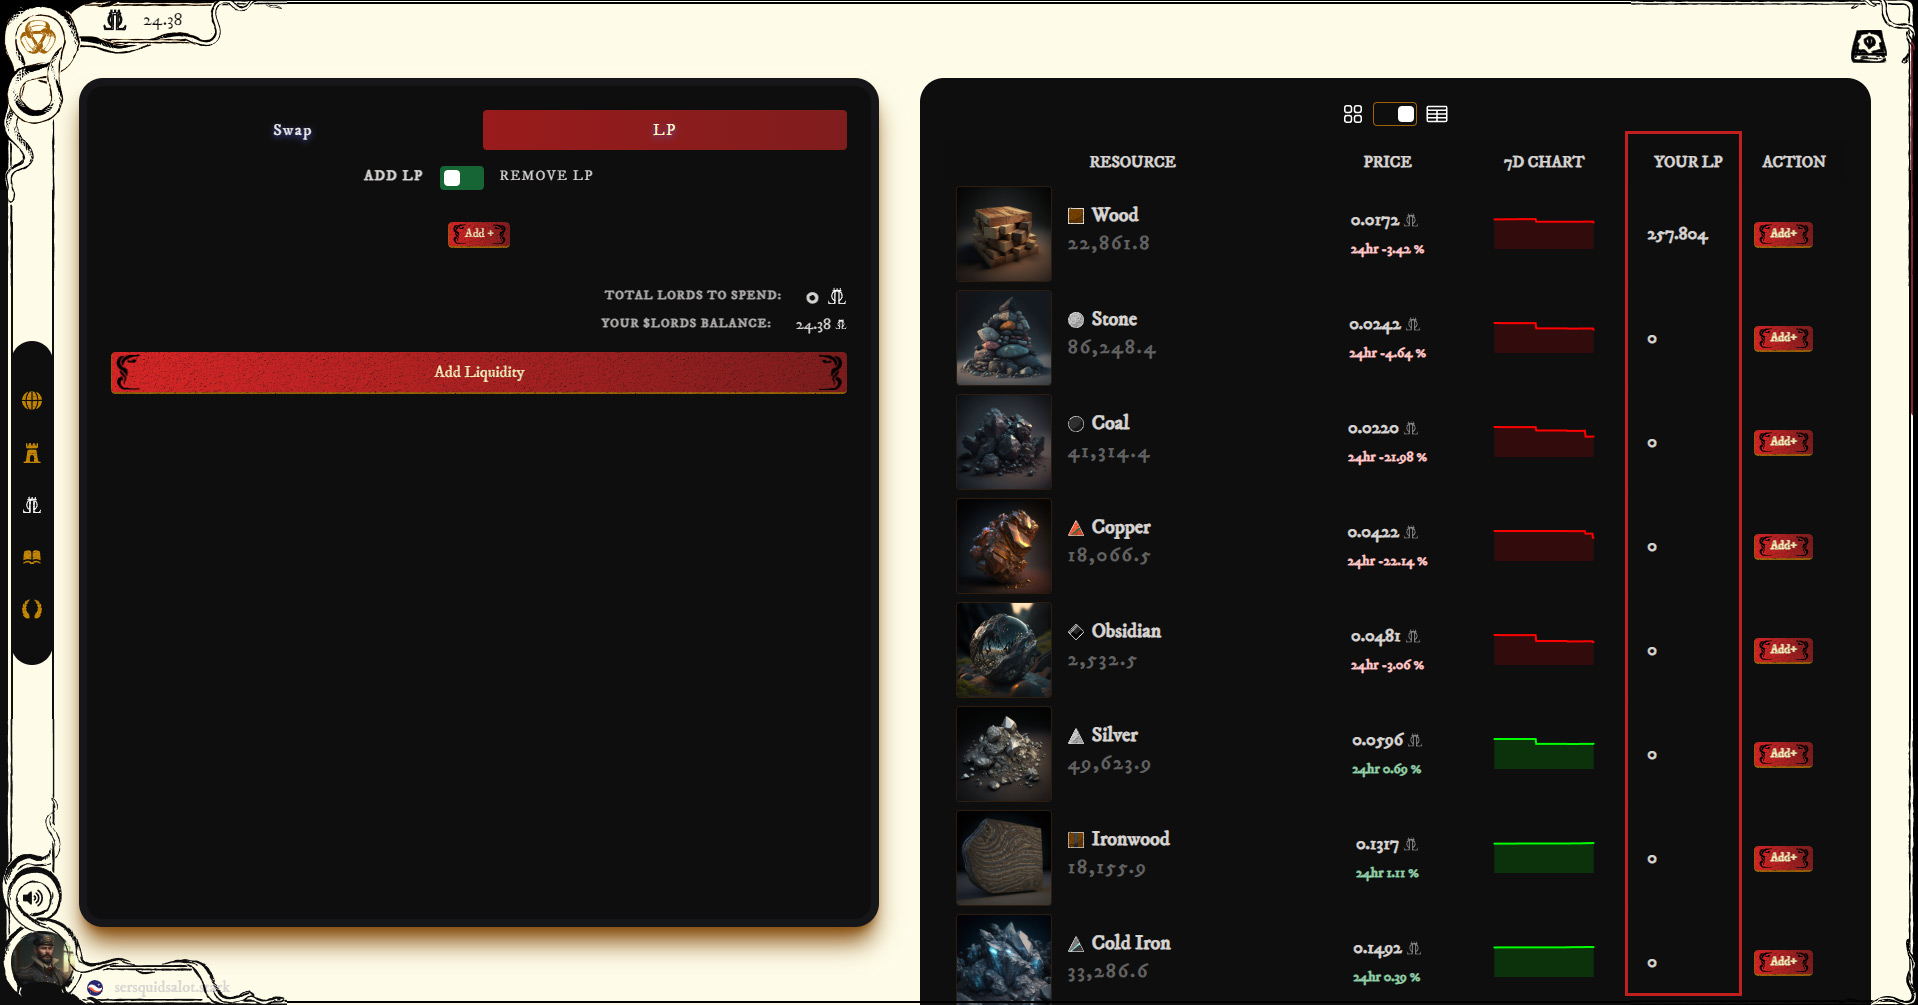 24.38
Swap
LP
ADD LP
REMOVE LP
Add +
TOTAL LORDS TO SPEND: 0
YOUR $LORDS BALANCE: 24.38
Add Liquidity
RESOURCE PRICE 7D CHART YOUR LP ACTION
Wood
22,861.8
0.0172
24hr -3.42 %
257.804
Add+
Stone
86,248.4
0.0242
24hr -4.64 %
0
Add+
Coal
41,314.4
0.0220
24hr -21.98 %
0
Add+
Copper
18,066.5
0.0422
24hr -22.14 %
0
Add+
Obsidian
2,532.5
0.0481
24hr -3.06 %
0
Add+
Silver
49,623.9
0.0596
24hr 0.69 %
0
Add+
Ironwood
18,155.9
0.1317
24hr 1.11 %
0
Add+
Cold Iron
33,286.6
0.1492
24hr 0.39 %
0
Add+
sersquidsalot.stark